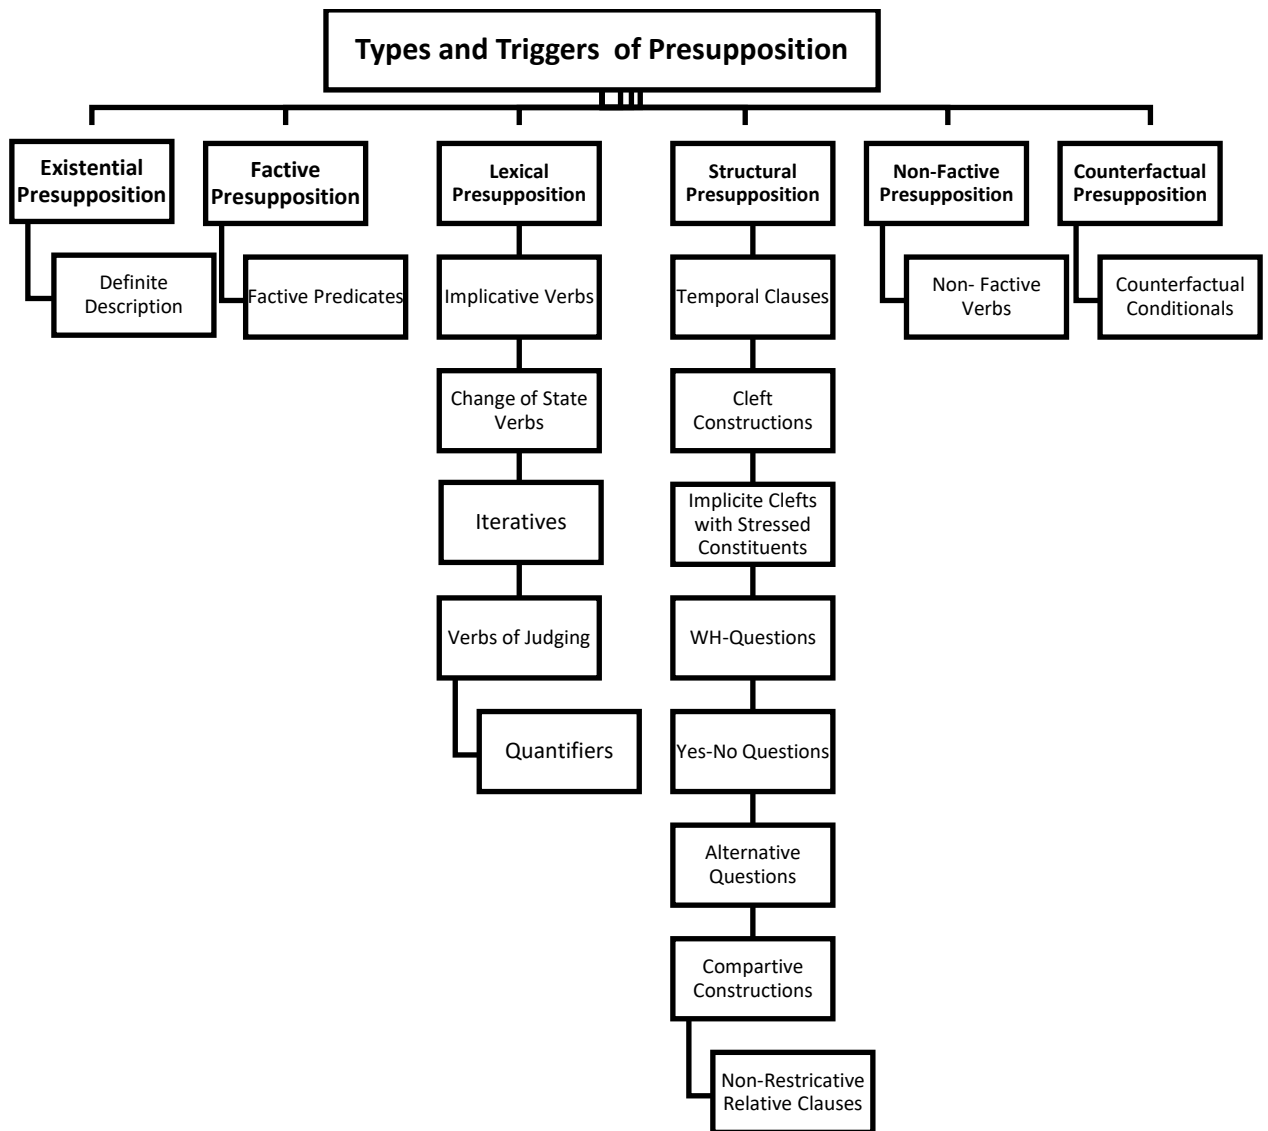 Types and Triggers of Presupposition
Existential
Presupposition
Definite
Description
Factive
Presupposition
Factive Predicates
Lexical
Presupposition
Implicative Verbs
Change of State
Verbs
Iteratives
Verbs of Judging
Quantifiers
Structural
Presupposition
Temporal Clauses
Cleft
Constructions
Implicite Clefts
with Stressed
Constituents
WH-Questions
Yes-No Questions
Alternative
Questions
Compartive
Constructions
Non-Restricative
Relative Clauses
Non-Factive
Presupposition
Non- Factive
Verbs
Counterfactual
Presupposition
Counterfactual
Conditionals